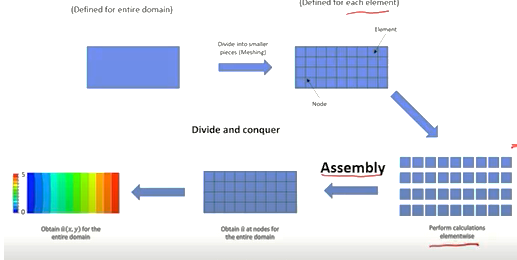 (Defined for entire domain)
(Defined for each element)
Divide into smaller
pieces (Meshing)
Element
Node
Divide and conquer
Assembly
5
0
Obtain ũ(x, y) for the
entire domain
Obtain ũ at nodes for
the entire domain
Perform calculations
elementwise